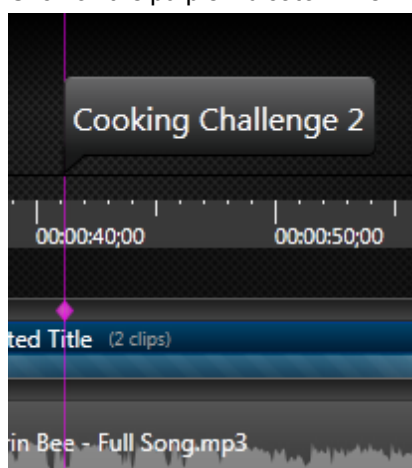 Cooking Challenge 2
00:00:40;00 00:00:50;00
ted Title (2 clips)
rin Bee - Full Song.mp3